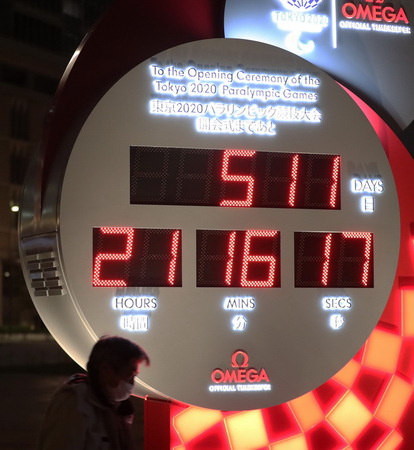 TOKYO 2020
Ω
OMEGA
OFFICIAL TIMEKEEPER
To the Opening Ceremony of the
Tokyo 2020 Paralympic Games
東京2020パラリンピック競技大会
開会式まであと
511
DAYS
日
21 16 17
HOURS MINS SECS
時間 分 秒
Ω
OMEGA
OFFICIAL TIMEKEEPER